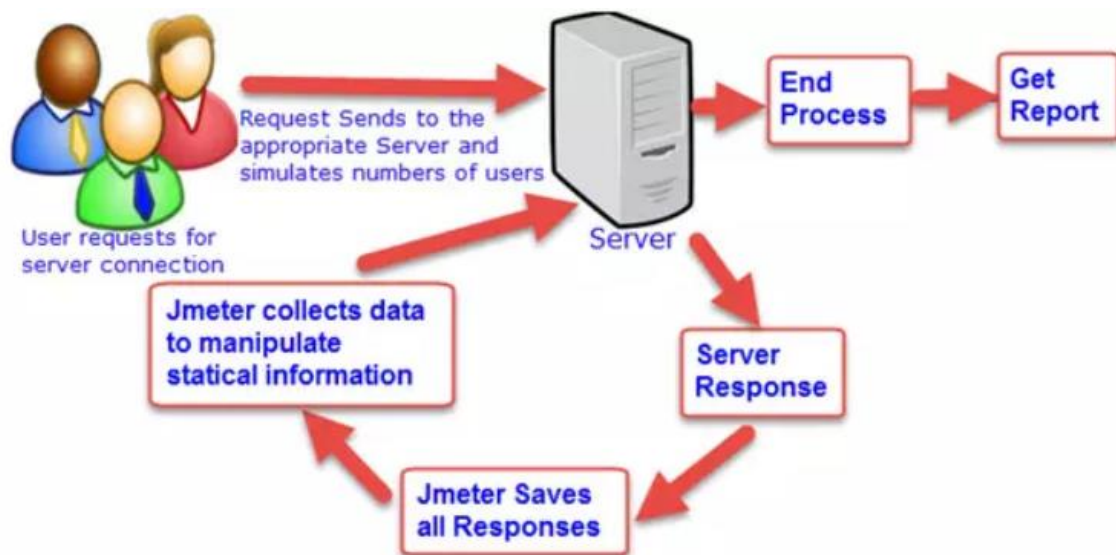 User requests for
server connection
Request Sends to the
appropriate Server and
simulates numbers of users
Server
End
Process
Get
Report
Server
Response
Jmeter Saves
all Responses
Jmeter collects data
to manipulate
statical information